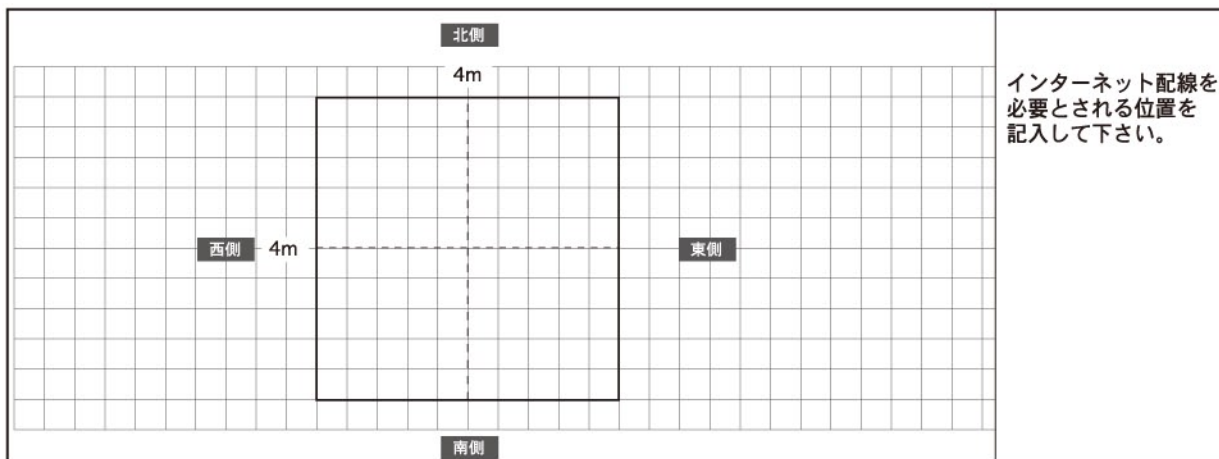 北側
4m
西側
4m
東側
南側
インターネット配線を
必要とされる位置を
記入して下さい。